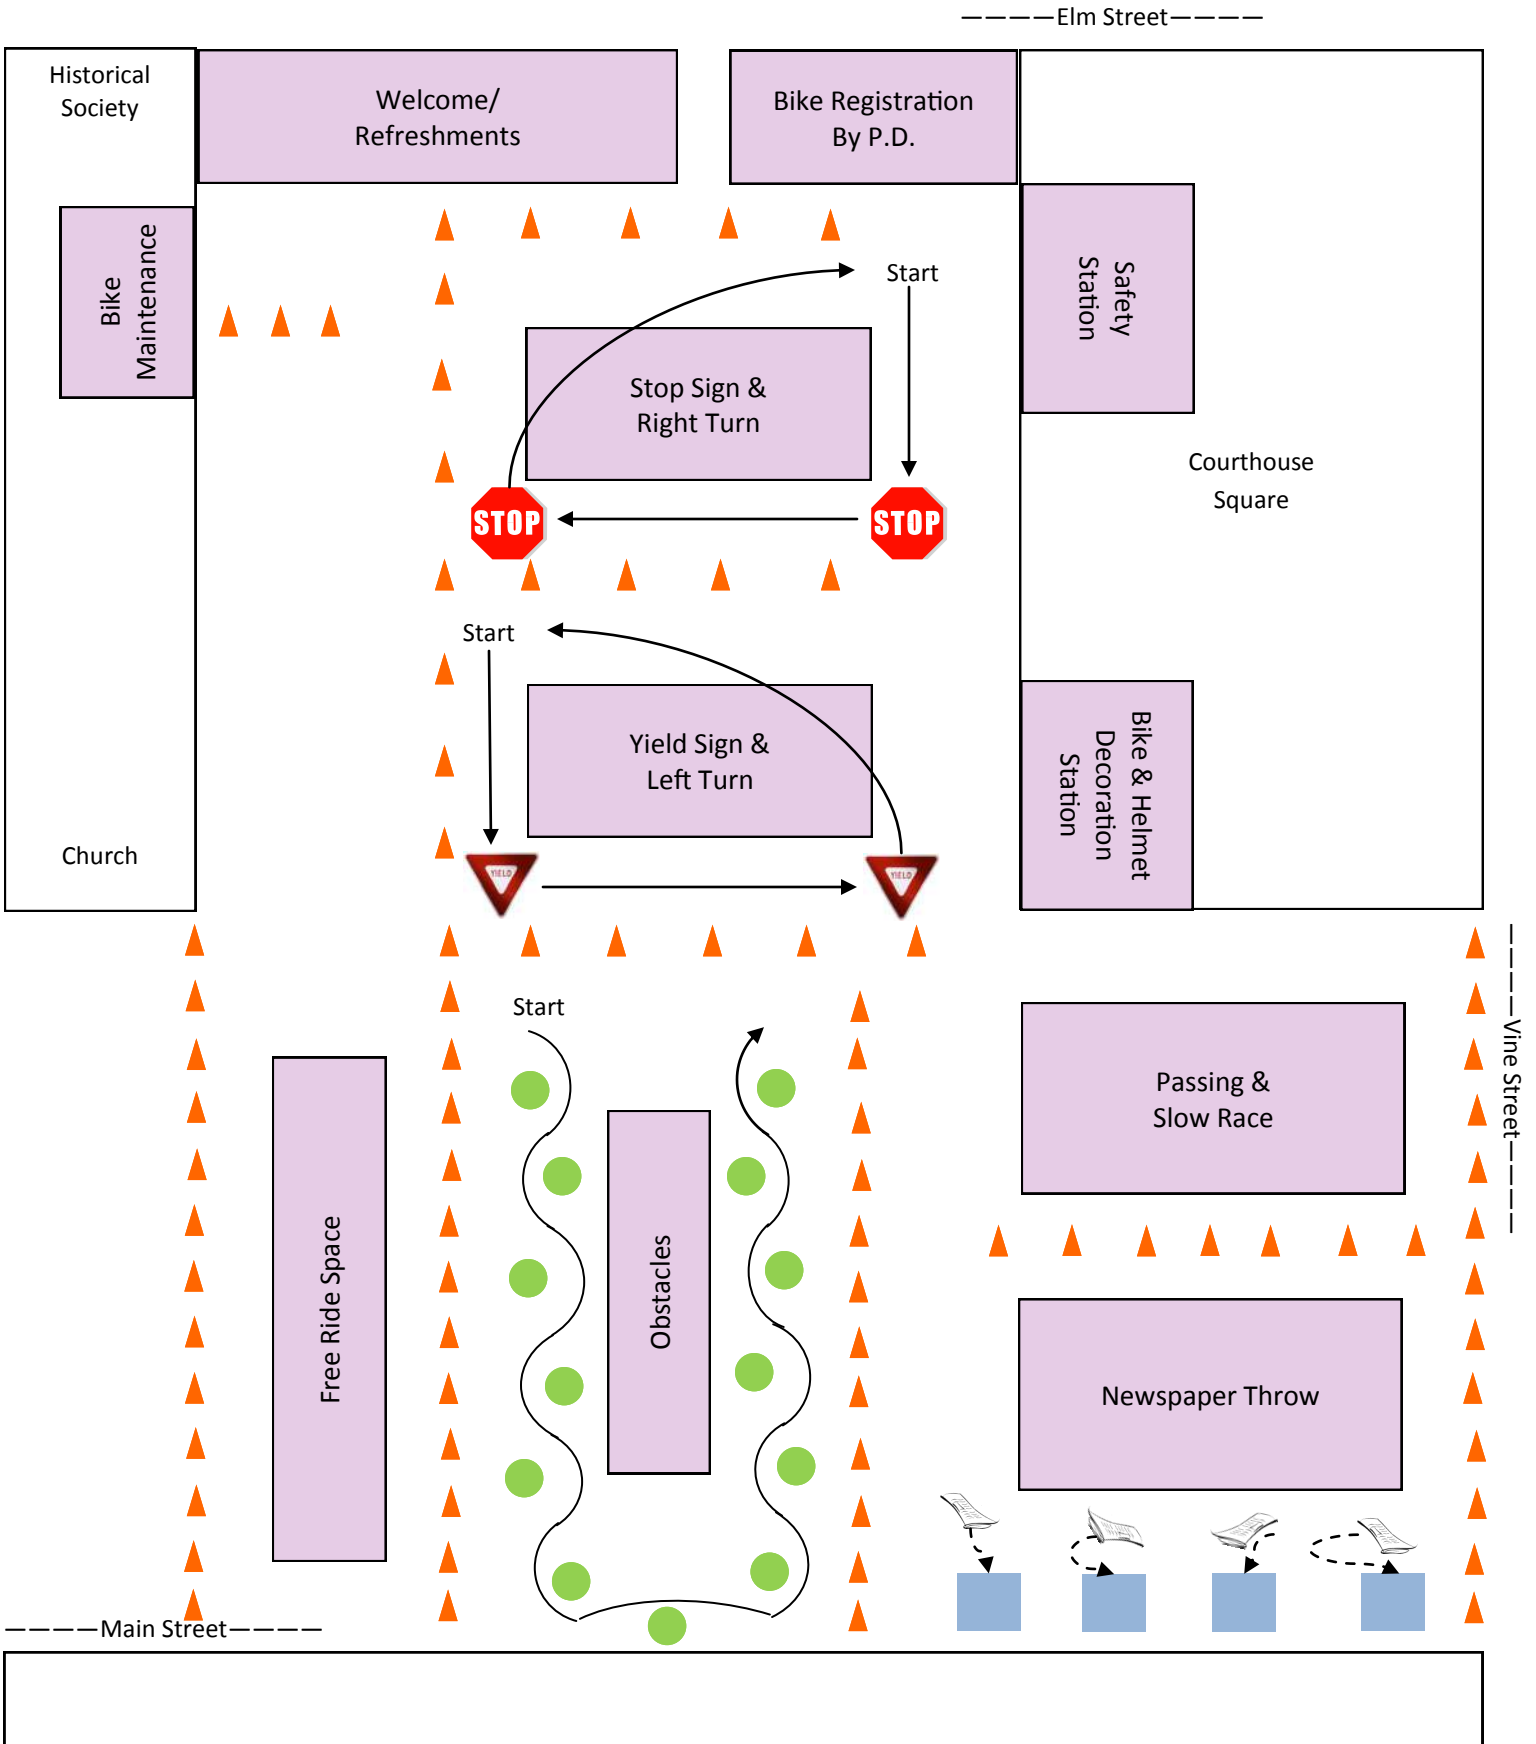 ————Elm Street————
Historical
Society
Welcome/
Refreshments
Bike Registration
By P.D.
Bike
Maintenance
Start
Safety
Station
Stop Sign &
Right Turn
Courthouse
Square
STOP
STOP
Start
Yield Sign &
Left Turn
Bike & Helmet
Decoration
Station
Church
YIELD
YIELD
Start
————Vine Street————
Passing &
Slow Race
Free Ride Space
Obstacles
Newspaper Throw
————Main Street————